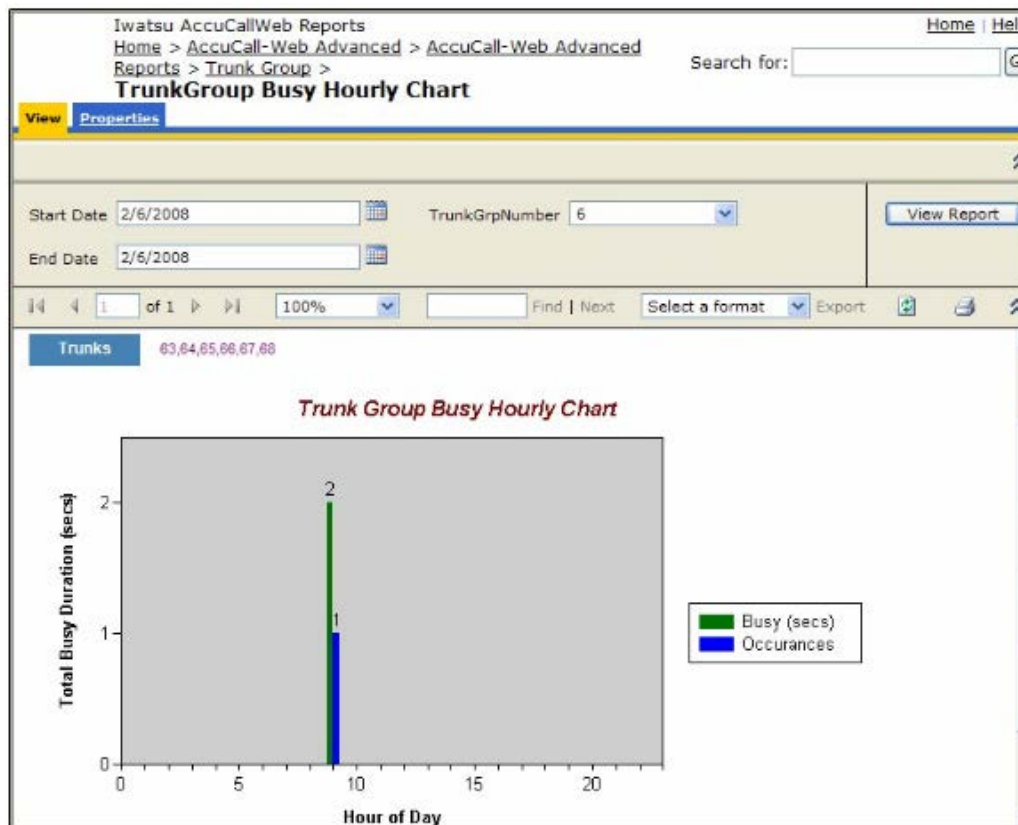 Iwatsu AccuCallWeb Reports
Home | Hel
Home > AccuCall-Web Advanced > AccuCall-Web Advanced
Reports > Trunk Group >
Search for:
G
TrunkGroup Busy Hourly Chart
View Properties
Start Date 2/6/2008
TrunkGrpNumber 6
View Report
End Date 2/6/2008
1 of 1
100%
Find | Next
Select a format
Export
Trunks 63,64,65,66,67,68
Trunk Group Busy Hourly Chart
Total Busy Duration (secs)
2
1
0
2
1
Busy (secs)
Occurances
0 5 10 15 20
Hour of Day